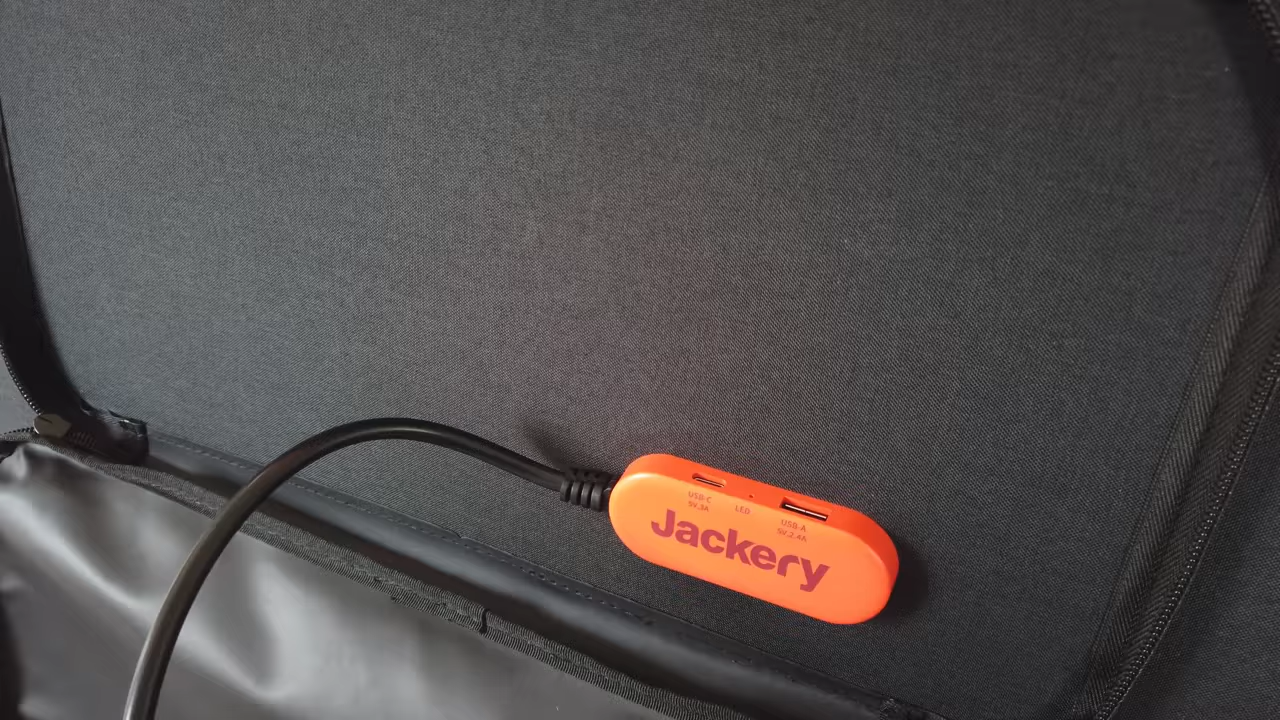 USB-C
5V⎓3A
LED
USB-A
5V⎓2.4A
Jackery